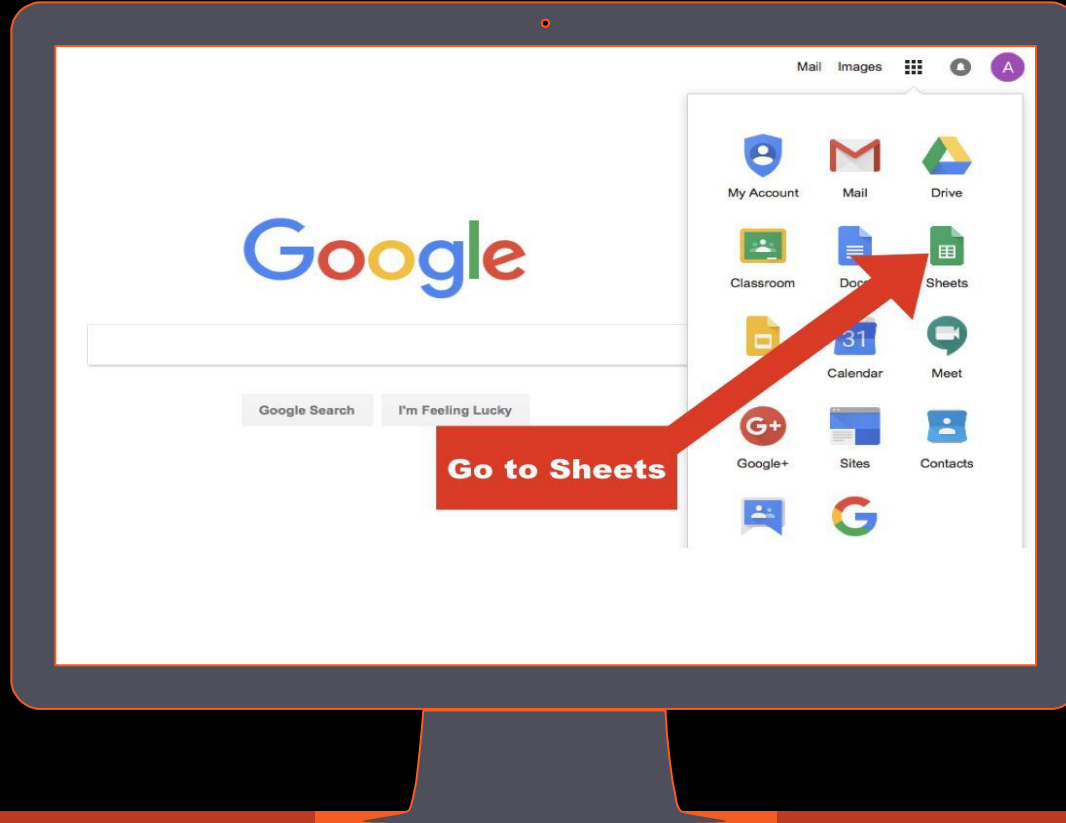 Mail Images
A
My Account Mail Drive
Google
Classroom Sheets
31
Calendar Meet
Google Search I'm Feeling Lucky
G+
Go to Sheets
Google+ Sites Contacts
G